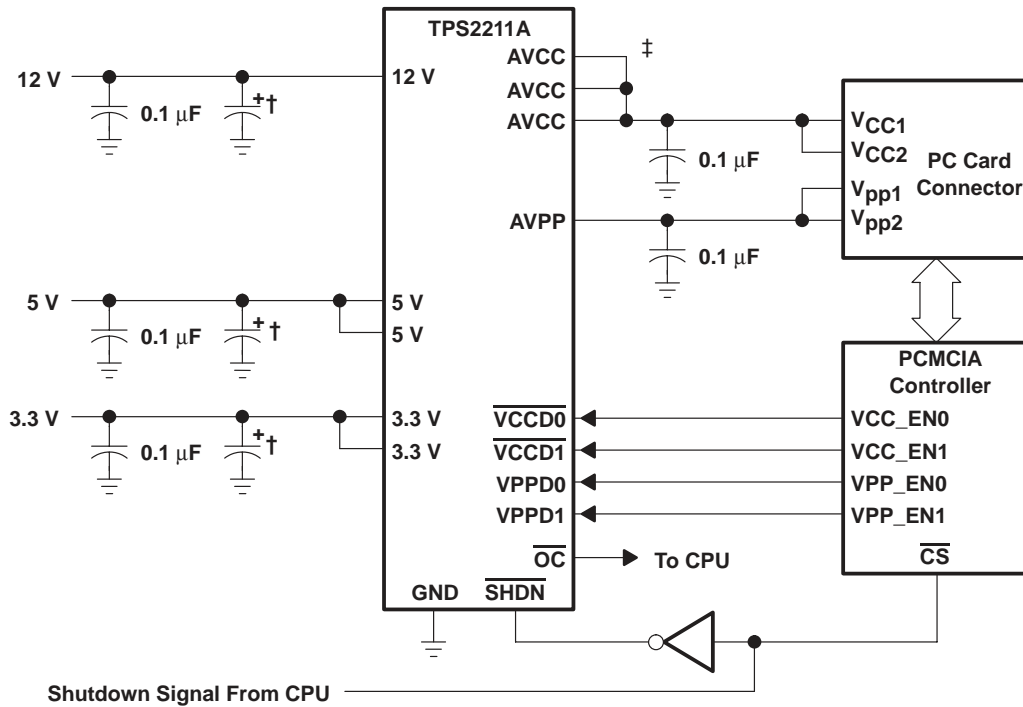 TPS2211A
12 V
12 V
0.1 μF
+†
AVCC
‡
AVCC
AVCC
0.1 μF
AVPP
0.1 μF
VCC1
VCC2
Vpp1
Vpp2
PC Card
Connector
5 V
5 V
5 V
0.1 μF
+†
3.3 V
3.3 V
3.3 V
0.1 μF
+†
VCCD0
VCCD1
VPPD0
VPPD1
OC
To CPU
GND
SHDN
PCMCIA
Controller
VCC_EN0
VCC_EN1
VPP_EN0
VPP_EN1
CS
Shutdown Signal From CPU